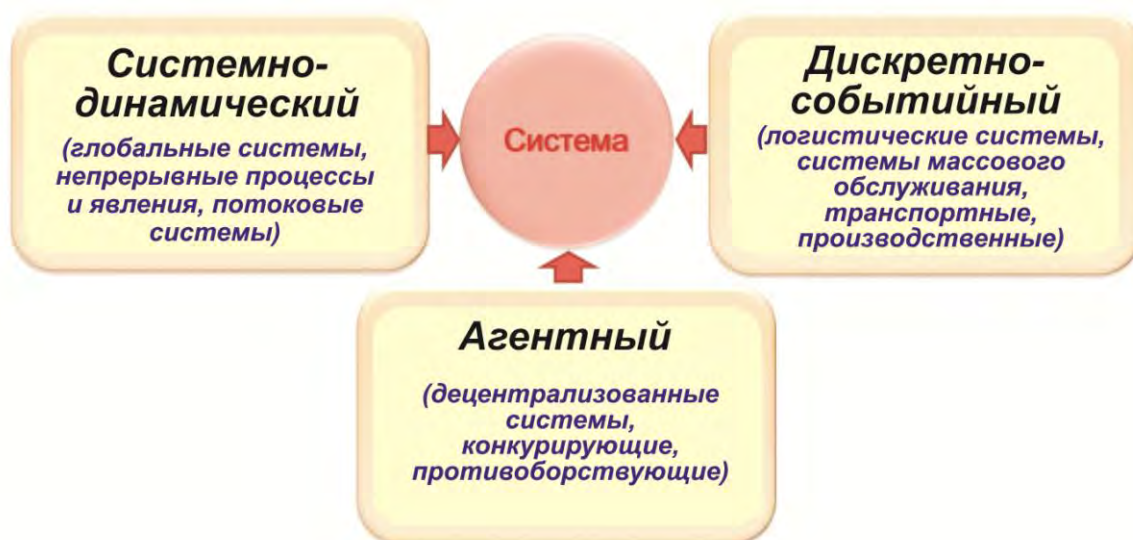 Системно-
динамический
(глобальные системы,
непрерывные процессы
и явления, потоковые
системы)
Система
Дискретно-
событийный
(логистические системы,
системы массового
обслуживания,
транспортные,
производственные)
Агентный
(децентрализованные
системы,
конкурирующие,
противоборствующие)